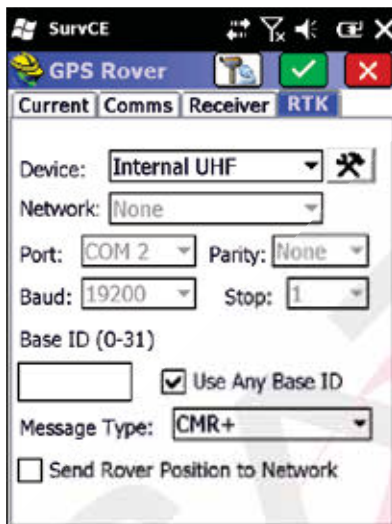 SurvCE
GPS Rover
Current Comms Receiver RTK
Device: Internal UHF
Network: None
Port: COM 2 Parity: None
Baud: 19200 Stop: 1
Base ID (0-31)
Use Any Base ID
Message Type: CMR+
Send Rover Position to Network